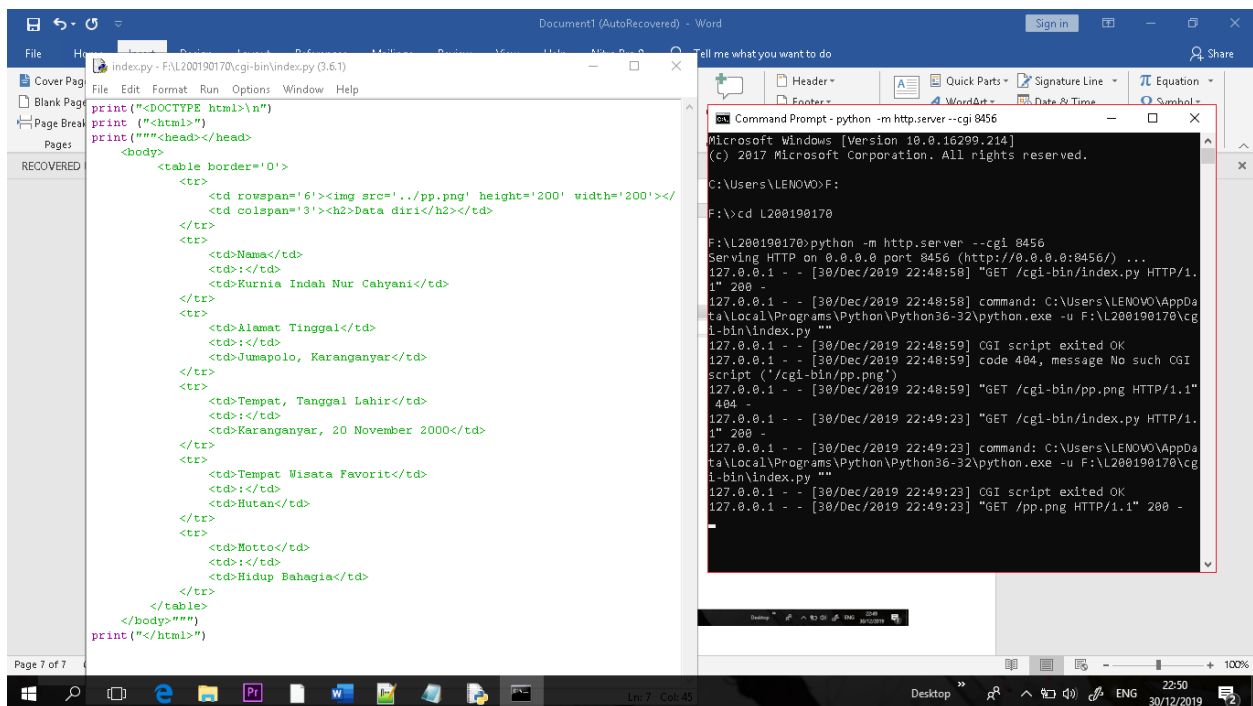 Document1 (AutoRecovered) - Word
Sign in
File
Tell me what you want to do
Share
Cover Pag
Blank Page
Page Break
Pages
RECOVERED
Header
Footer
Quick Parts
WordArt
Signature Line
Date & Time
Equation
Symbol
index.py - F:\L200190170\cgi-bin\index.py (3.6.1)
File Edit Format Run Options Window Help
print("<DOCTYPE html>\n")
print ("<html>")
print("""<head></head>
<body>
<table border='0'>
<tr>
<td rowspan='6'><img src='../pp.png' height='200' width='200'></
<td colspan='3'><h2>Data diri</h2></td>
</tr>
<tr>
<td>Nama</td>
<td>:</td>
<td>Kurnia Indah Nur Cahyani</td>
</tr>
<tr>
<td>Alamat Tinggal</td>
<td>:</td>
<td>Jumapolo, Karanganyar</td>
</tr>
<tr>
<td>Tempat, Tanggal Lahir</td>
<td>:</td>
<td>Karanganyar, 20 November 2000</td>
</tr>
<tr>
<td>Tempat Wisata Favorit</td>
<td>:</td>
<td>Hutan</td>
</tr>
<tr>
<td>Motto</td>
<td>:</td>
<td>Hidup Bahagia</td>
</tr>
</table>
</body>""")
print("</html>")
Ln: 7 Col: 45
Command Prompt - python -m http.server --cgi 8456
Microsoft Windows [Version 10.0.16299.214]
(c) 2017 Microsoft Corporation. All rights reserved.
C:\Users\LENOVO>F:
F:\>cd L200190170
F:\L200190170>python -m http.server --cgi 8456
Serving HTTP on 0.0.0.0 port 8456 (http://0.0.0.0:8456/) ...
127.0.0.1 - - [30/Dec/2019 22:48:58] "GET /cgi-bin/index.py HTTP/1.
1" 200 -
127.0.0.1 - - [30/Dec/2019 22:48:58] command: C:\Users\LENOVO\AppDa
ta\Local\Programs\Python\Python36-32\python.exe -u F:\L200190170\cg
i-bin\index.py ""
127.0.0.1 - - [30/Dec/2019 22:48:59] CGI script exited OK
127.0.0.1 - - [30/Dec/2019 22:48:59] code 404, message No such CGI
script ('/cgi-bin/pp.png')
127.0.0.1 - - [30/Dec/2019 22:48:59] "GET /cgi-bin/pp.png HTTP/1.1"
404 -
127.0.0.1 - - [30/Dec/2019 22:49:23] "GET /cgi-bin/index.py HTTP/1.
1" 200 -
127.0.0.1 - - [30/Dec/2019 22:49:23] command: C:\Users\LENOVO\AppDa
ta\Local\Programs\Python\Python36-32\python.exe -u F:\L200190170\cg
i-bin\index.py ""
127.0.0.1 - - [30/Dec/2019 22:49:23] CGI script exited OK
127.0.0.1 - - [30/Dec/2019 22:49:23] "GET /pp.png HTTP/1.1" 200 -
Desktop ENG 22:49
30/12/2019
Page 7 of 7
100%
Desktop
ENG
22:50
30/12/2019